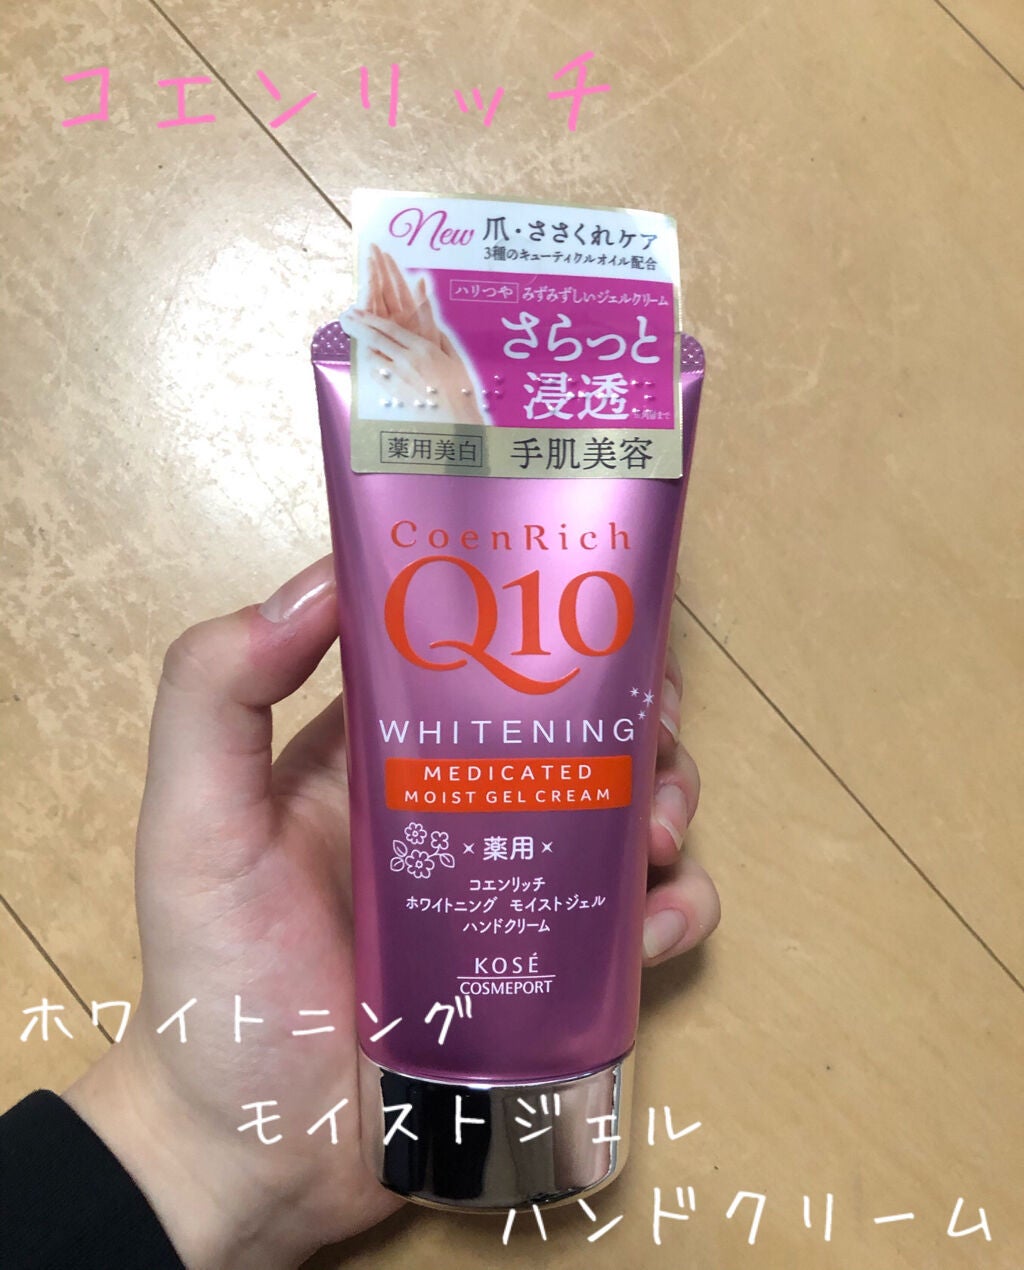 コエンリッチ
New 爪・ささくれケア
3種のキューティクルオイル配合
ハリつや みずみずしいジェルクリーム
さらっと
浸透
薬用美白 手肌美容
CoenRich
Q10
WHITENING
MEDICATED
MOIST GEL CREAM
薬用
コエンリッチ
ホワイトニング モイストジェル
ハンドクリーム
KOSÉ
COSMEPORT
ホワイトニング
モイストジェル
ハンドクリーム